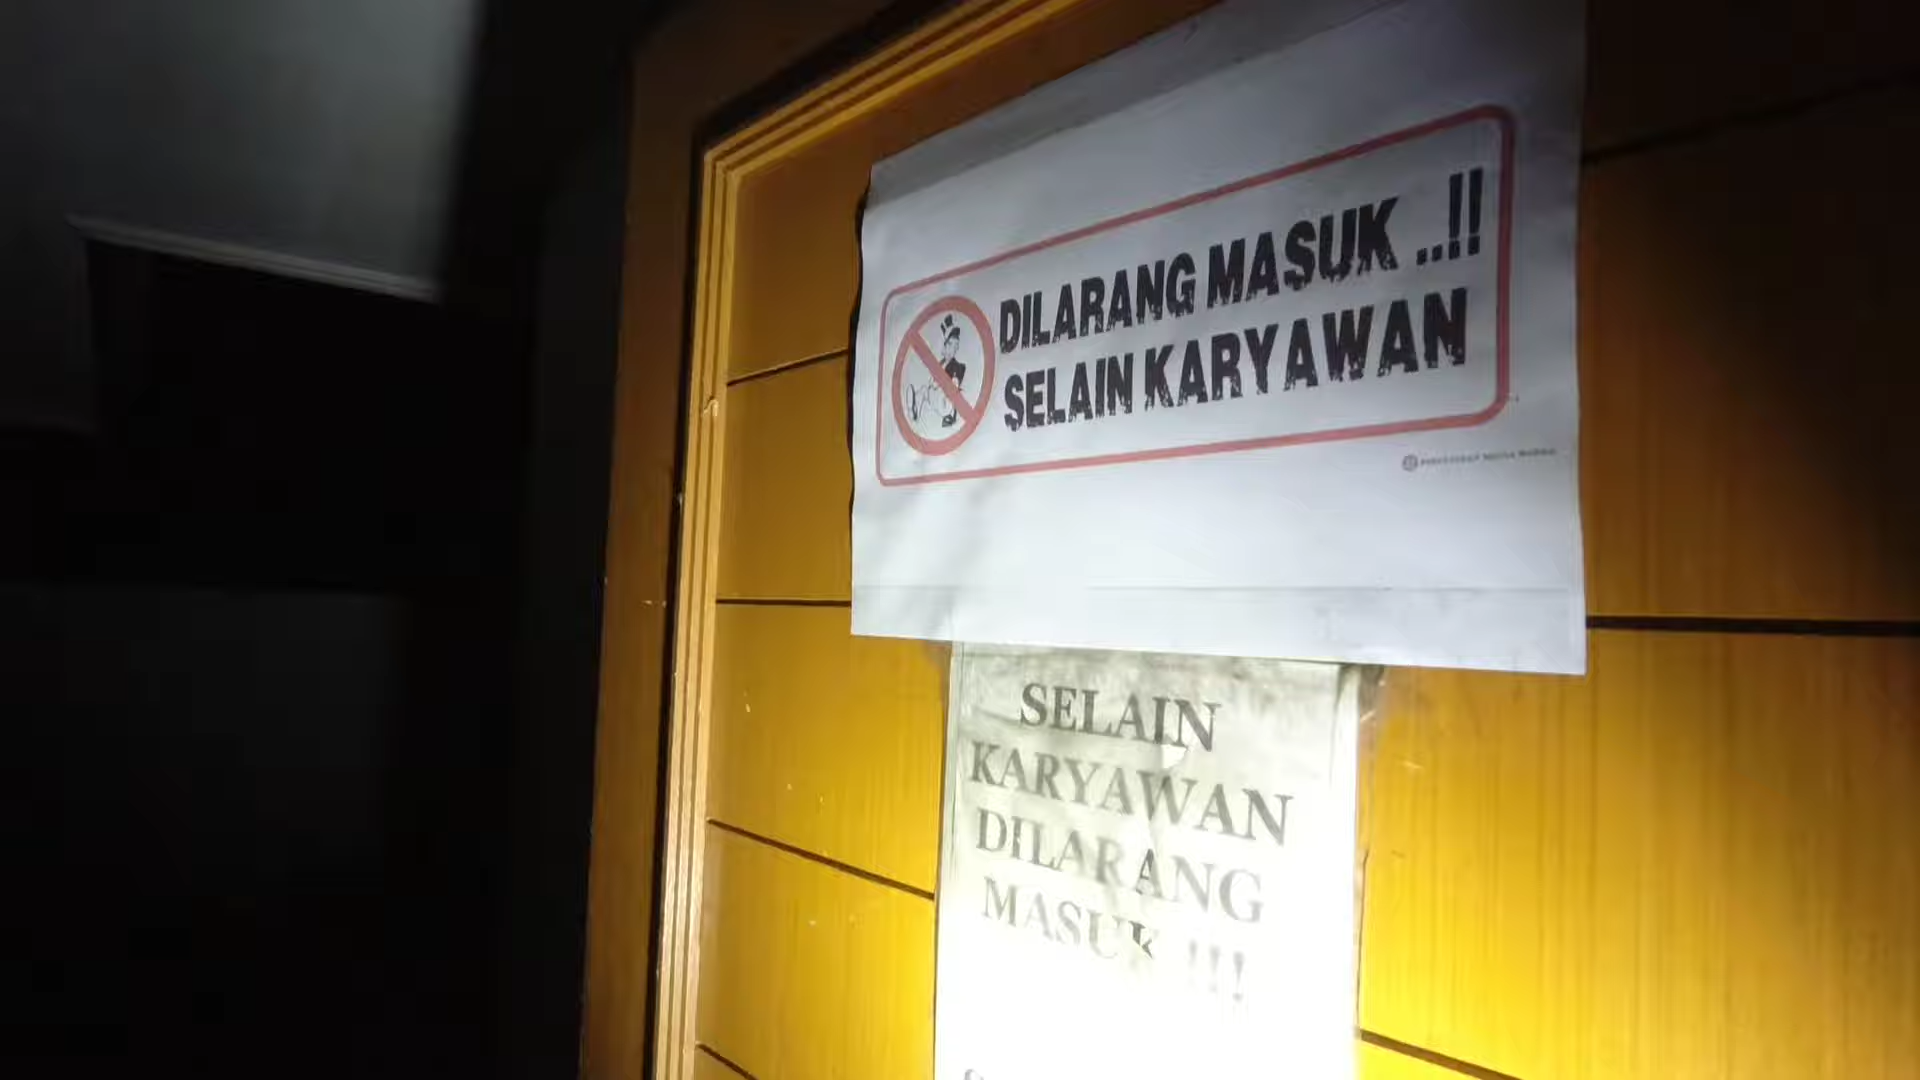 DILARANG MASUK ..!!
SELAIN KARYAWAN
SELAIN
KARYAWAN
DILARANG
MASUK !!!